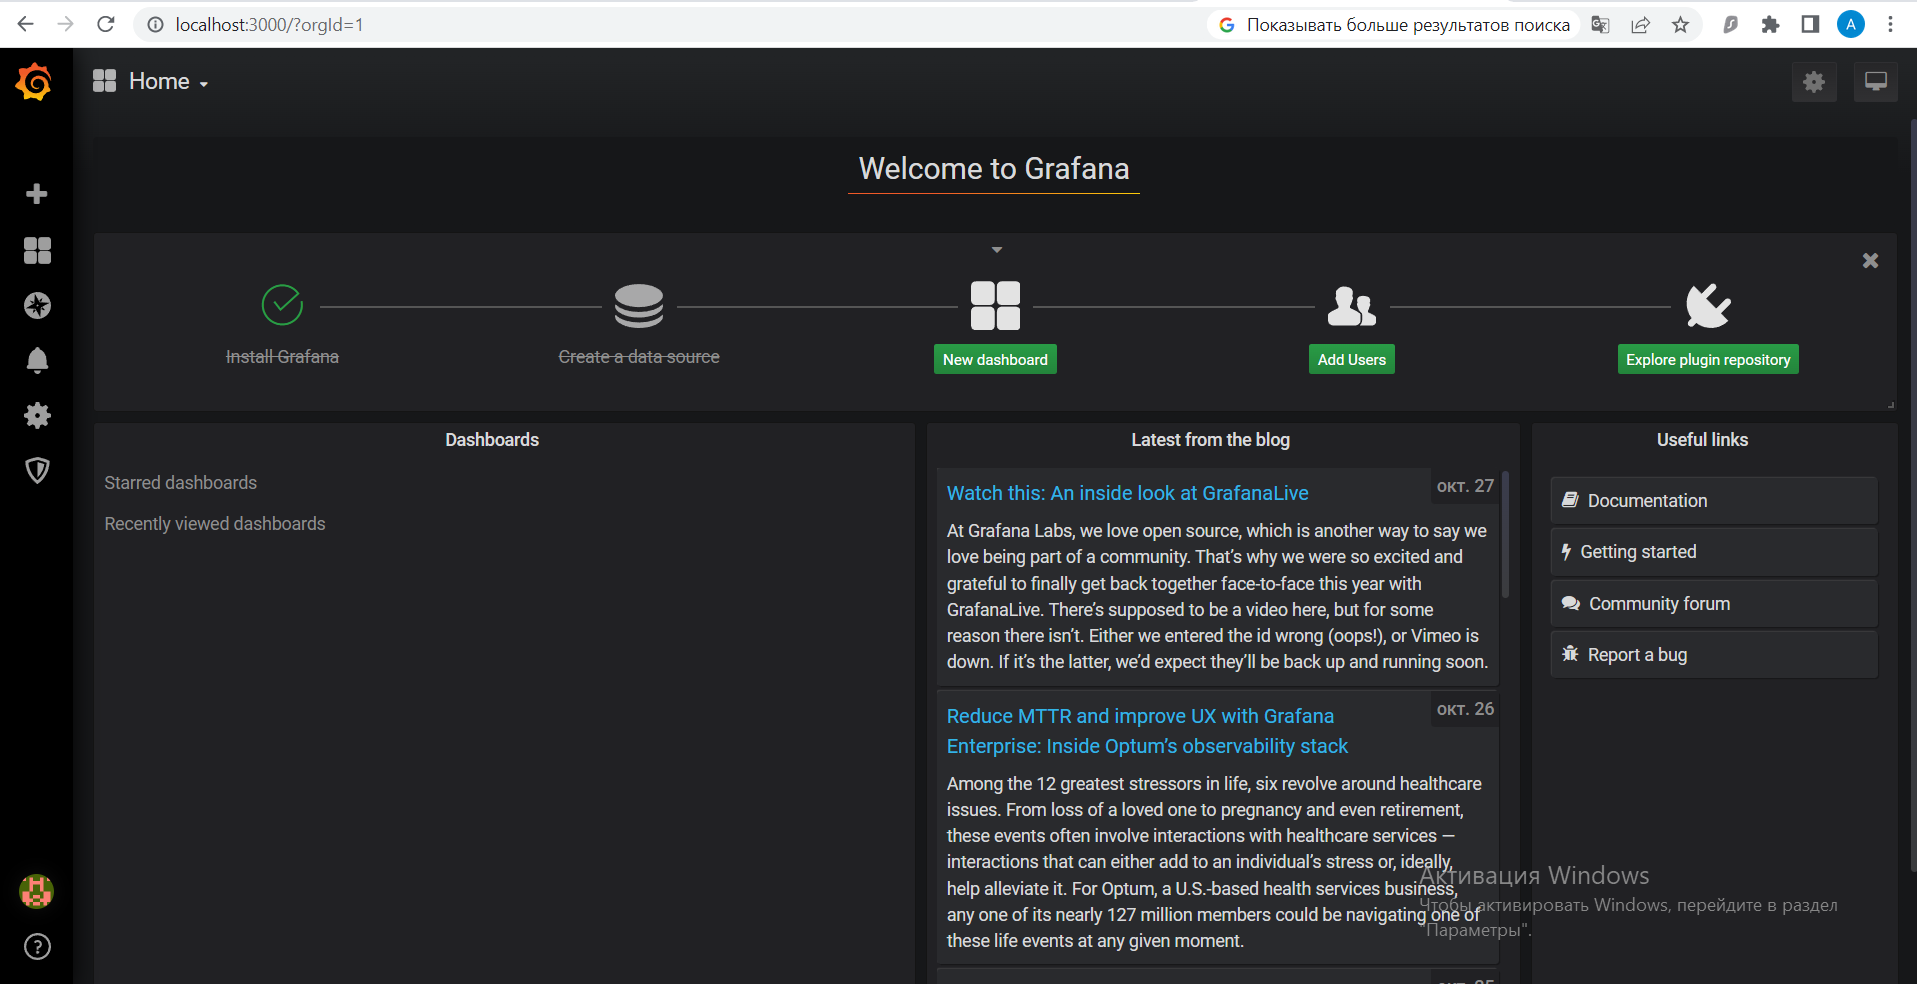 localhost:3000/?orgId=1
Показывать больше результатов поиска
A
Home
Welcome to Grafana
Install Grafana
Create a data source
New dashboard
Add Users
Explore plugin repository
Dashboards
Starred dashboards
Recently viewed dashboards
Latest from the blog
Watch this: An inside look at GrafanaLive
окт. 27
At Grafana Labs, we love open source, which is another way to say we
love being part of a community. That’s why we were so excited and
grateful to finally get back together face-to-face this year with
GrafanaLive. There’s supposed to be a video here, but for some
reason there isn’t. Either we entered the id wrong (oops!), or Vimeo is
down. If it’s the latter, we’d expect they’ll be back up and running soon.
Reduce MTTR and improve UX with Grafana
Enterprise: Inside Optum’s observability stack
окт. 26
Among the 12 greatest stressors in life, six revolve around healthcare
issues. From loss of a loved one to pregnancy and even retirement,
these events often involve interactions with healthcare services —
interactions that can either add to an individual’s stress or, ideally,
help alleviate it. For Optum, a U.S.-based health services business,
any one of its nearly 127 million members could be navigating one of
these life events at any given moment.
Useful links
Documentation
Getting started
Community forum
Report a bug
Активация Windows
Чтобы активировать Windows, перейдите в раздел
"Параметры".